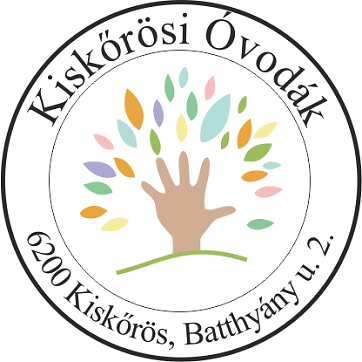 Kiskőrösi Óvodák
6200 Kiskőrös, Batthyány u. 2.